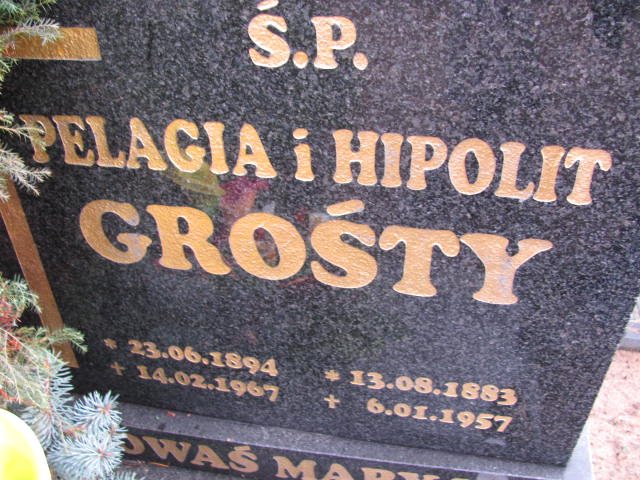 Ś.P.
PELAGIA i HIPOLIT
GROŚTY
* 23.06.1894
+ 14.02.1967
* 13.08.1883
+ 6.01.1957